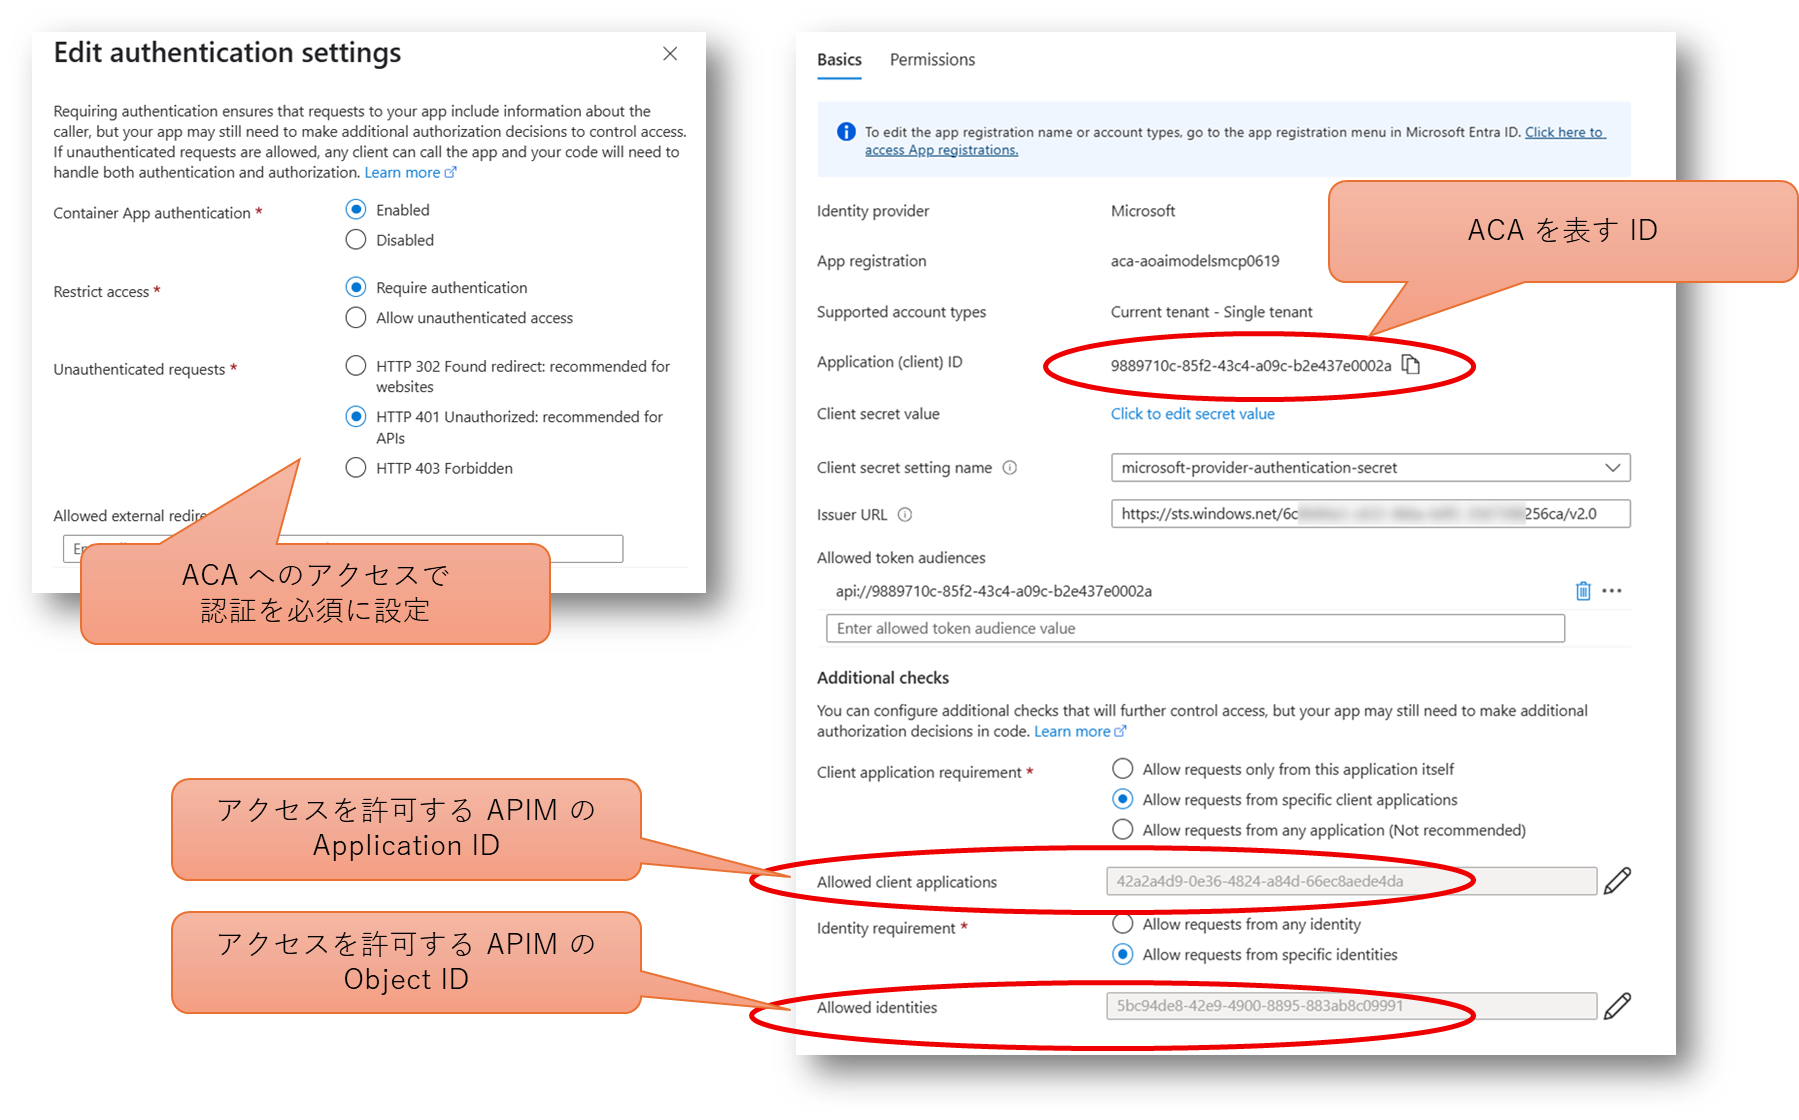 Edit authentication settings
Requiring authentication ensures that requests to your app include information about the
caller, but your app may still need to make additional authorization decisions to control access.
If unauthenticated requests are allowed, any client can call the app and your code will need to
handle both authentication and authorization. Learn more
Container App authentication *
Enabled
Disabled
Restrict access *
Require authentication
Allow unauthenticated access
Unauthenticated requests *
HTTP 302 Found redirect: recommended for
websites
HTTP 401 Unauthorized: recommended for
APIs
HTTP 403 Forbidden
Allowed external
ACA へのアクセスで
認証を必須に設定
Basics
Permissions
To edit the app registration name or account types, go to the app registration menu in Microsoft Entra ID. Click here to
access App registrations.
ACA を表す ID
Identity provider
Microsoft
App registration
aca-aoaimodelsmcp0619
Supported account types
Current tenant - Single tenant
Application (client) ID
9889710c-85f2-43c4-a09c-b2e437e0002a
Client secret value
Click to edit secret value
Client secret setting name
microsoft-provider-authentication-secret
Issuer URL
https://sts.windows.net/6c 256ca/v2.0
Allowed token audiences
api://9889710c-85f2-43c4-a09c-b2e437e0002a
Enter allowed token audience value
Additional checks
You can configure additional checks that will further control access, but your app may still need to make additional
authorization decisions in code. Learn more
Client application requirement *
Allow requests only from this application itself
Allow requests from specific client applications
Allow requests from any application (Not recommended)
アクセスを許可する APIM の
Application ID
Allowed client applications
42a2a4d9-0e36-4824-a84d-66ec8aede4da
Identity requirement *
Allow requests from any identity
Allow requests from specific identities
アクセスを許可する APIM の
Object ID
Allowed identities
5bc94de8-42e9-4900-8895-883ab8c09991